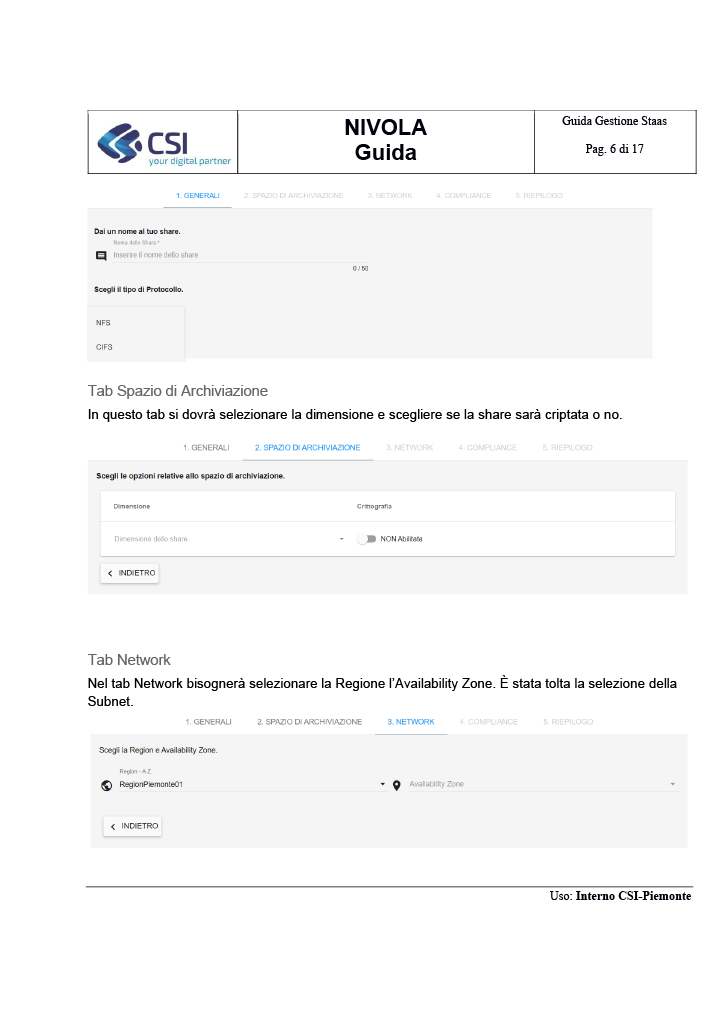 CSI
your digital partner
NIVOLA
Guida
Guida Gestione Staas
Pag. 6 di 17
1. GENERALI 2. SPAZIO DI ARCHIVIAZIONE 3. NETWORK 4. COMPLIANCE 5. RIEPILOGO
Dai un nome al tuo share.
Nome dello Share *
Inserire il nome dello share
0 / 50
Scegli il tipo di Protocollo.
NFS
CIFS
Tab Spazio di Archiviazione
In questo tab si dovrà selezionare la dimensione e scegliere se la share sarà criptata o no.
1. GENERALI 2. SPAZIO DI ARCHIVIAZIONE 3. NETWORK 4. COMPLIANCE 5. RIEPILOGO
Scegli le opzioni relative allo spazio di archiviazione.
Dimensione Crittografia
Dimensione dello share NON Abilitata
INDIETRO
Tab Network
Nel tab Network bisognerà selezionare la Regione l'Availability Zone. È stata tolta la selezione della
Subnet.
1. GENERALI 2. SPAZIO DI ARCHIVIAZIONE 3. NETWORK 4. COMPLIANCE 5. RIEPILOGO
Scegli la Region e Availability Zone.
Region - A.Z.
RegionPiemonte01 Availability Zone
INDIETRO
Uso: Interno CSI-Piemonte